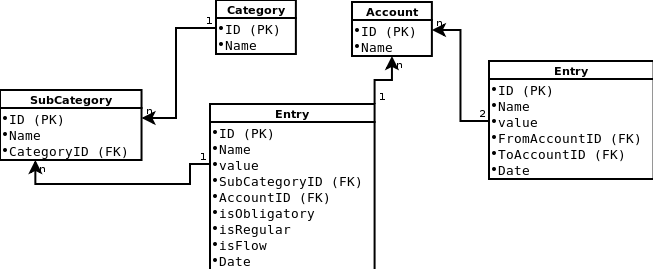 Category
ID (PK)
Name
1
Account
ID (PK)
Name
n
n
1
SubCategory
ID (PK)
Name
CategoryID (FK)
n
n
Entry
ID (PK)
Name
value
SubCategoryID (FK)
AccountID (FK)
isObligatory
isRegular
isFlow
Date
1
Entry
ID (PK)
Name
value
FromAccountID (FK)
ToAccountID (FK)
Date
2